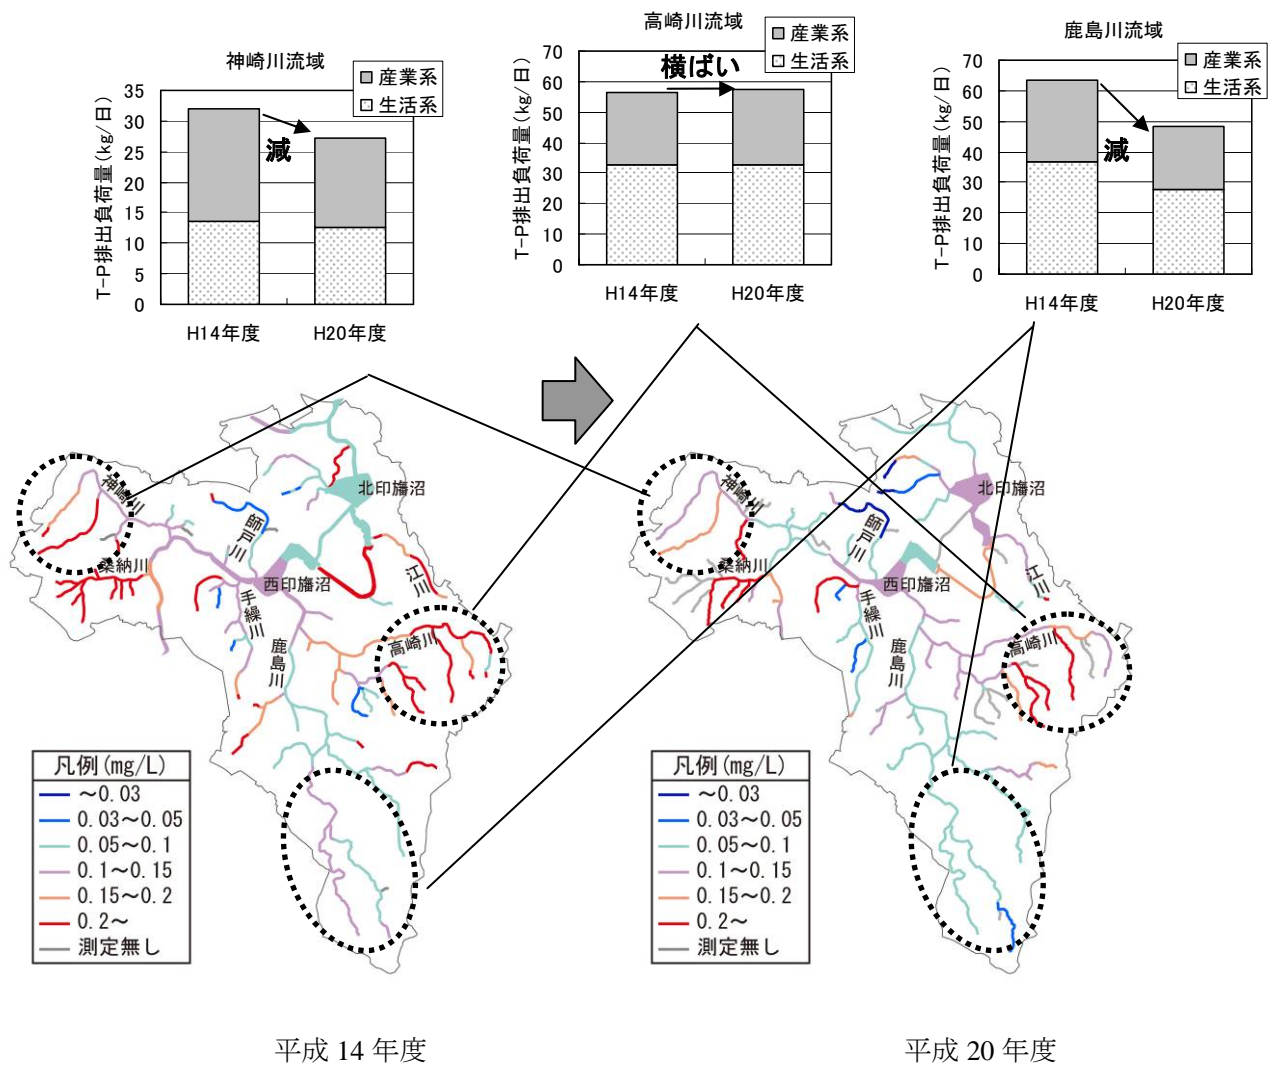 神崎川流域
産業系
生活系
T-P排出負荷量(kg/日)
35
30
25
20
15
10
5
0
減
H14年度
H20年度
高崎川流域
産業系
生活系
T-P排出負荷量(kg/日)
70
60
50
40
30
20
10
0
横ばい
H14年度
H20年度
鹿島川流域
産業系
生活系
T-P排出負荷量(kg/日)
70
60
50
40
30
20
10
0
減
H14年度
H20年度
神崎川
桑納川
師戸川
北印旛沼
西印旛沼
手繰川
鹿島川
江川
高崎川
凡例(mg/L)
～0.03
0.03～0.05
0.05～0.1
0.1～0.15
0.15～0.2
0.2～
測定無し
平成 14 年度
神崎川
桑納川
師戸川
北印旛沼
西印旛沼
手繰川
鹿島川
江川
高崎川
凡例(mg/L)
～0.03
0.03～0.05
0.05～0.1
0.1～0.15
0.15～0.2
0.2～
測定無し
平成 20 年度